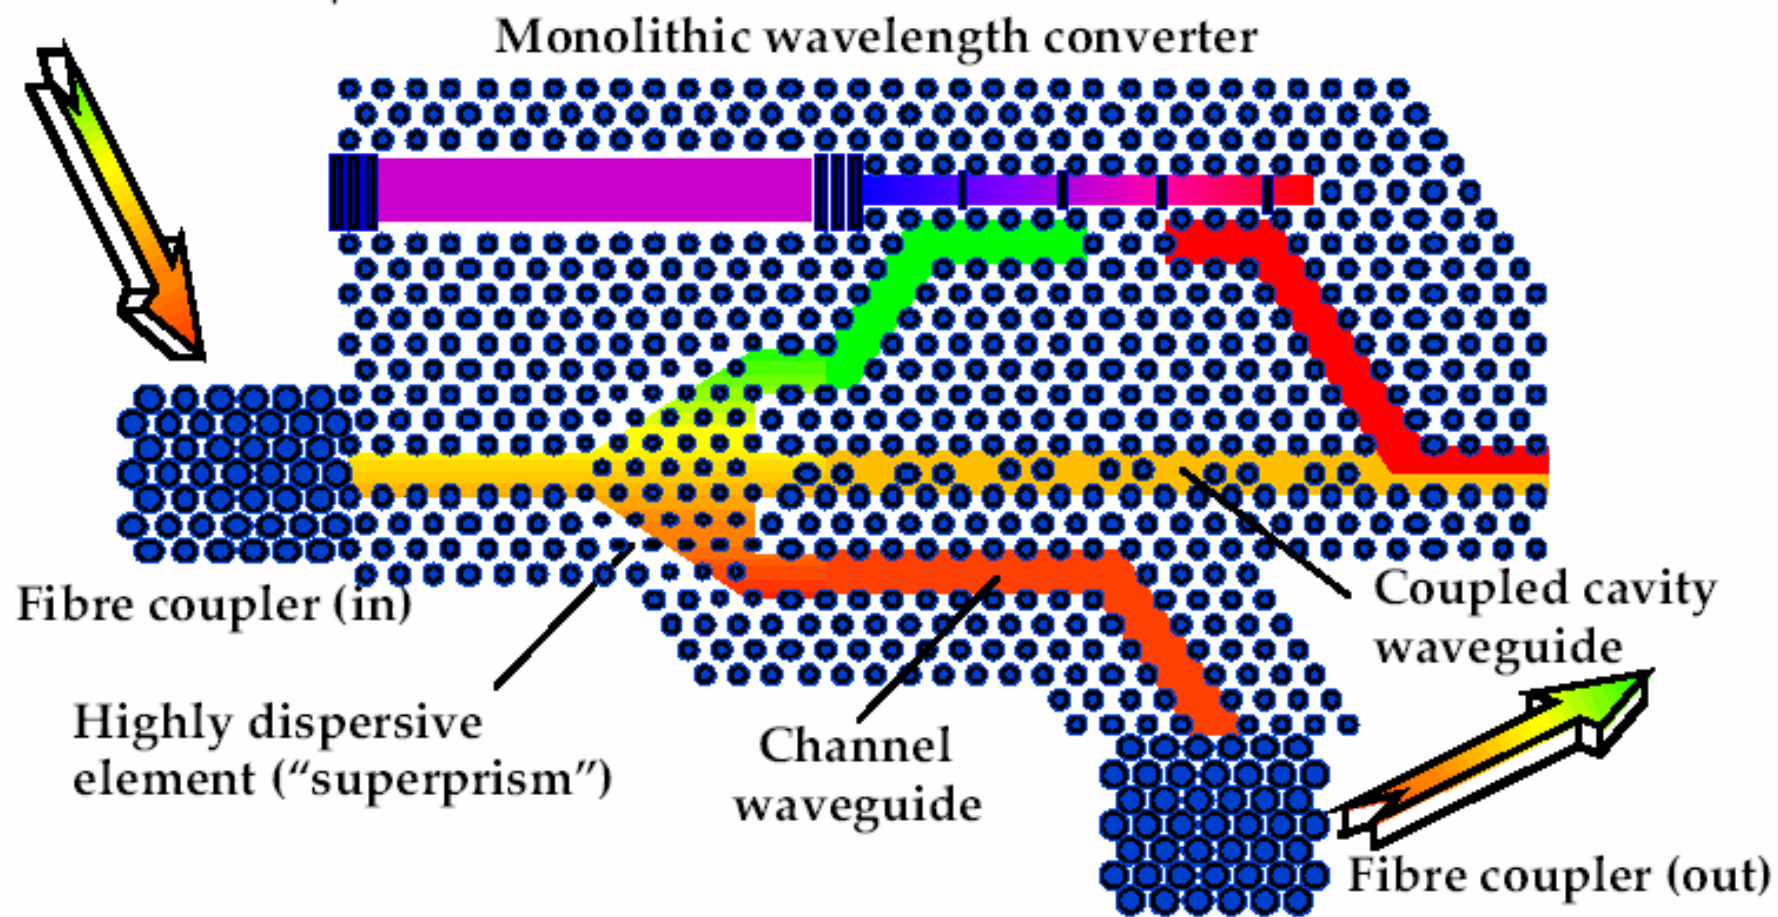 Monolithic wavelength converter
Fibre coupler (in)
Coupled cavity
waveguide
Highly dispersive
element (“superprism”)
Channel
waveguide
Fibre coupler (out)